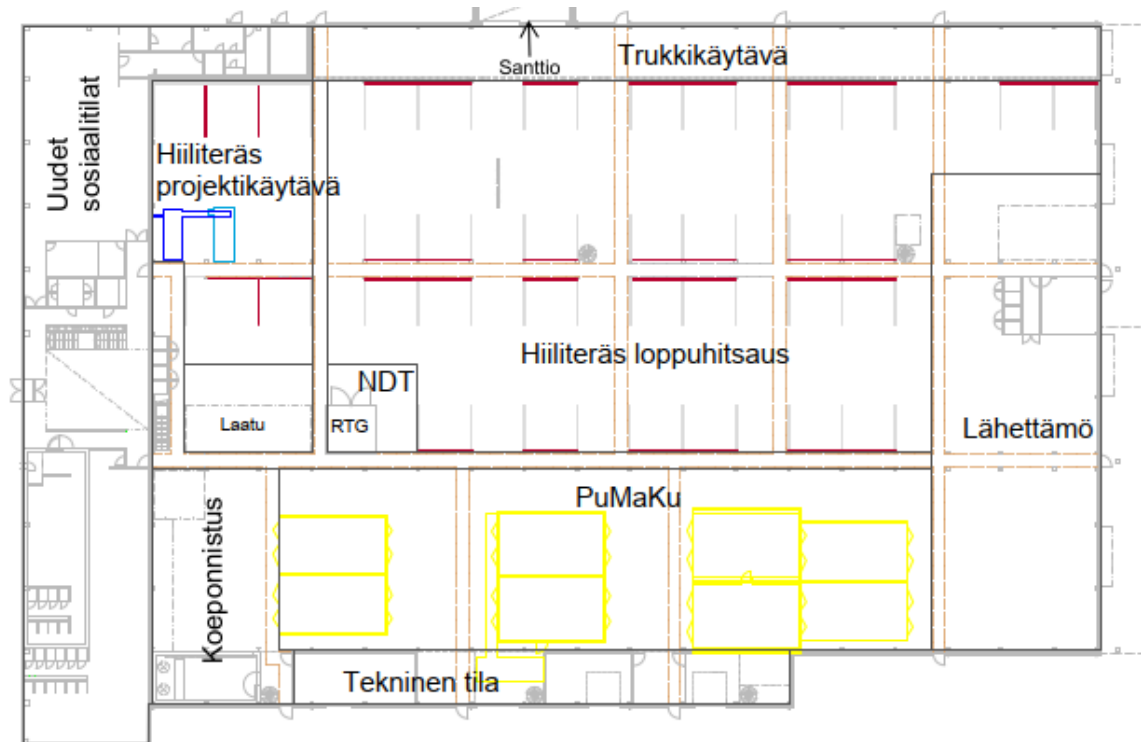 Trukkikäytävä
Santtio
Uudet
sosiaalitilat
Hiiliteräs
projektikäytävä
Hiiliteräs loppuhitsaus
NDT
Laatu
RTG
Lähettämö
PuMaKu
Koeponnistus
Tekninen tila